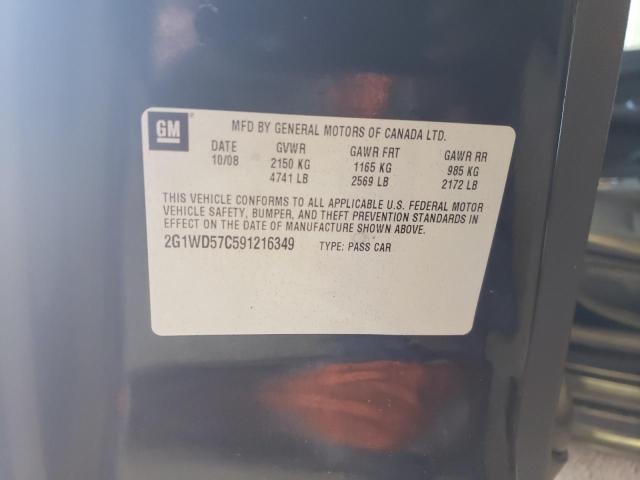 GM
MFD BY GENERAL MOTORS OF CANADA LTD.
DATE GVWR GAWR FRT GAWR RR
10/08 2150 KG 1165 KG 985 KG
4741 LB 2569 LB 2172 LB
THIS VEHICLE CONFORMS TO ALL APPLICABLE U.S. FEDERAL MOTOR
VEHICLE SAFETY, BUMPER, AND THEFT PREVENTION STANDARDS IN
EFFECT ON THE DATE OF MANUFACTURE SHOWN ABOVE.
2G1WD57C591216349 TYPE: PASS CAR